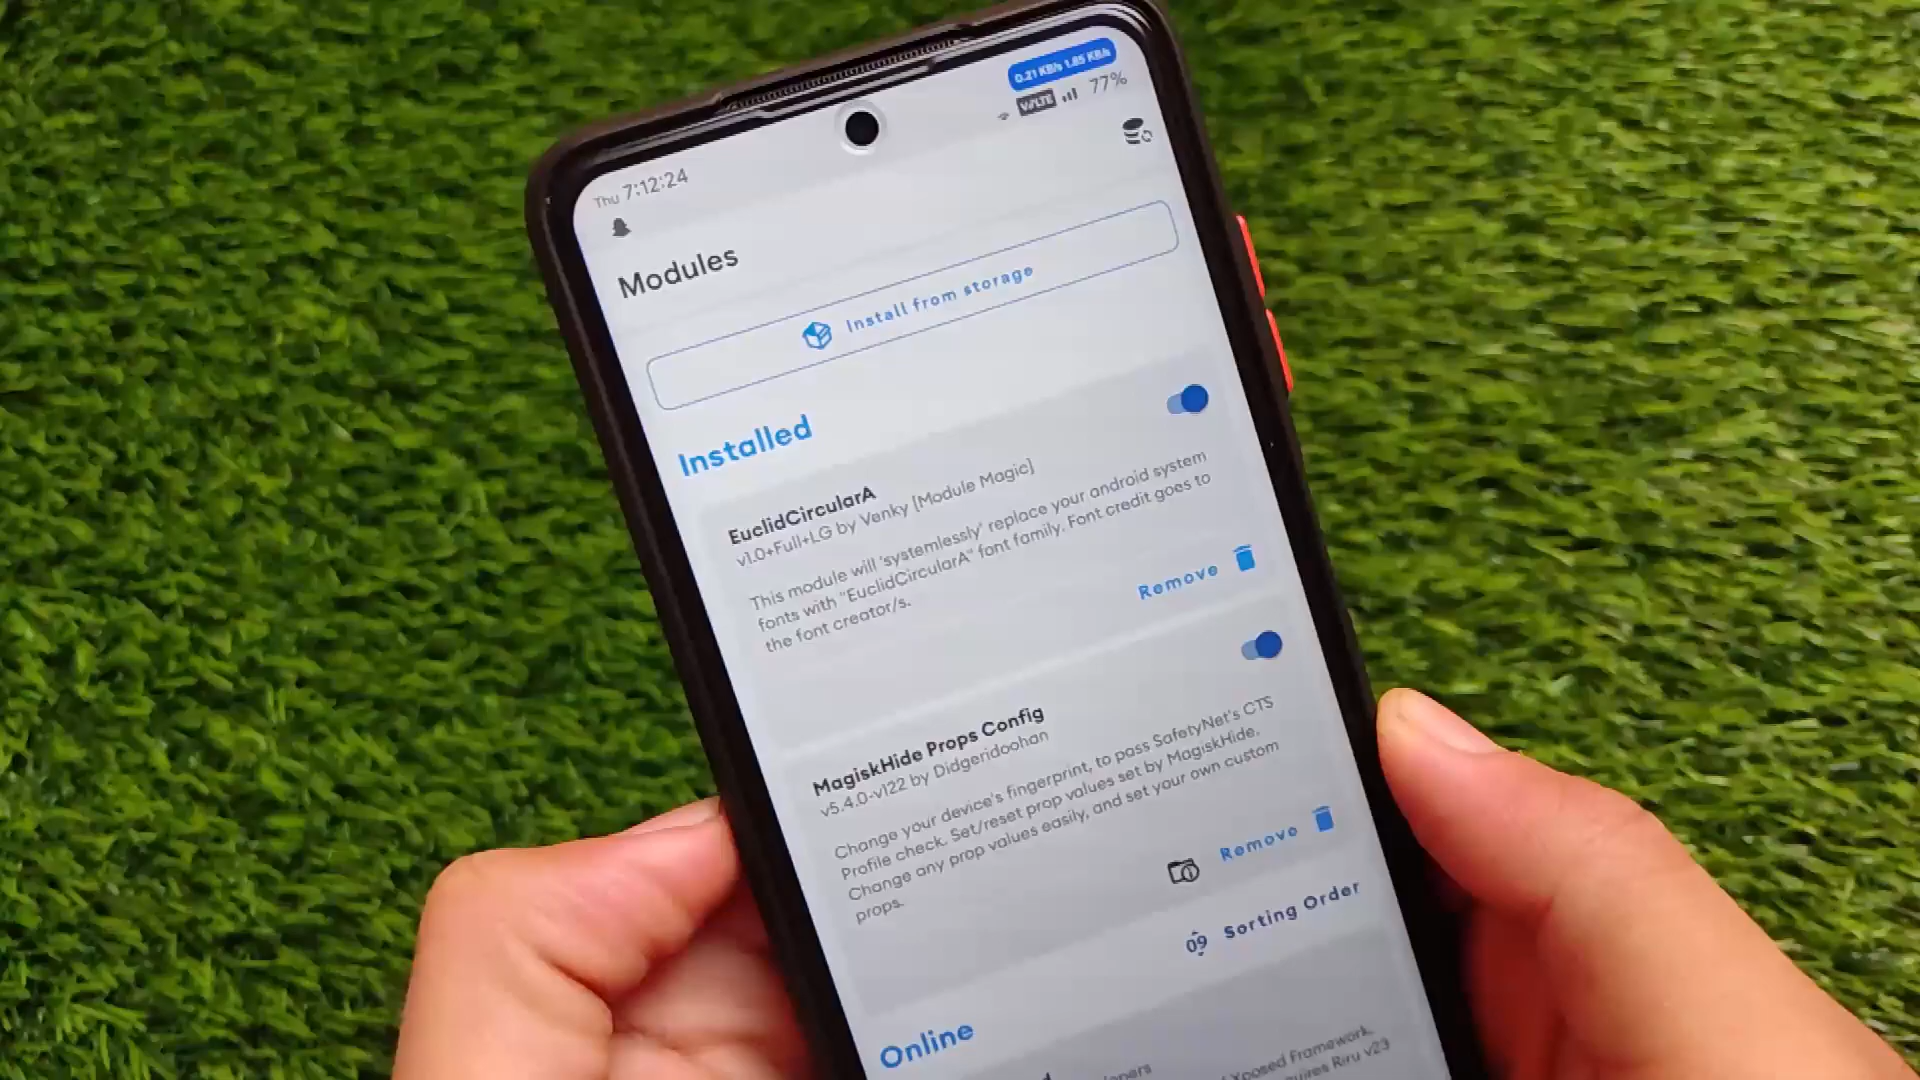 0.21 KB/s 1.85 KB/s
Thu 7:12:24
VoLTE 77%
Modules
Install from storage
Installed
EuclidCircularA
v1.0+Full+LG by Venky [Module Magic]
This module will 'systemlessly' replace your android system
fonts with "EuclidCircularA" font family. Font credit goes to
the font creator/s.
Remove
MagiskHide Props Config
v5.4.0-v122 by Didgeridoohan
Change your device's fingerprint, to pass SafetyNet's CTS
Profile check. Set/reset prop values set by MagiskHide.
Change any prop values easily, and set your own custom
props.
Remove
Sorting Order
Online
Xposed Framework.
Riru v23